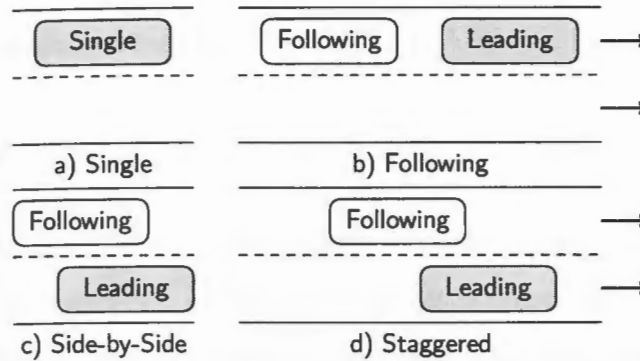 Single
Following Leading
a) Single
b) Following
Following
Leading
c) Side-by-Side
Following
Leading
d) Staggered